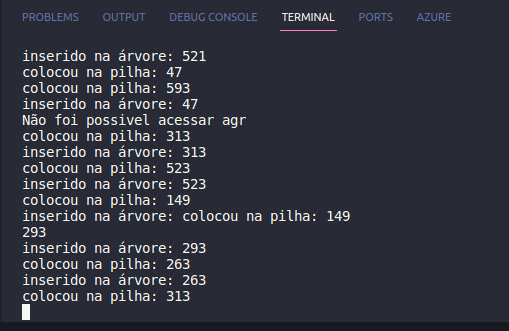 PROBLEMS OUTPUT DEBUG CONSOLE TERMINAL PORTS AZURE
inserido na árvore: 521
colocou na pilha: 47
colocou na pilha: 593
inserido na árvore: 47
Não foi possivel acessar agr
colocou na pilha: 313
inserido na árvore: 313
colocou na pilha: 523
inserido na árvore: 523
colocou na pilha: 149
inserido na árvore: colocou na pilha: 149
293
inserido na árvore: 293
colocou na pilha: 263
inserido na árvore: 263
colocou na pilha: 313